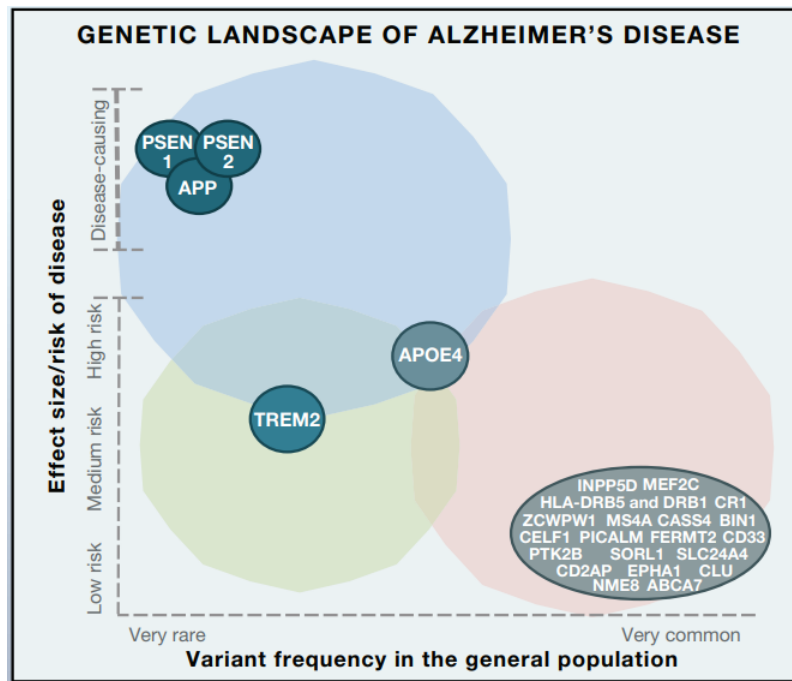 GENETIC LANDSCAPE OF ALZHEIMER'S DISEASE
Effect size/risk of disease
Disease-causing
High risk
Medium risk
Low risk
PSEN
1
PSEN
2
APP
APOE4
TREM2
INPP5D MEF2C
HLA-DRB5 and DRB1 CR1
ZCWPW1 MS4A CASS4 BIN1
CELF1 PICALM FERMT2 CD33
PTK2B SORL1 SLC24A4
CD2AP EPHA1 CLU
NME8 ABCA7
Very rare
Very common
Variant frequency in the general population